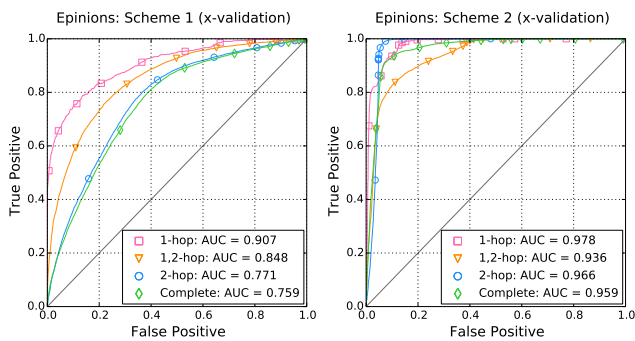 Epinions: Scheme 1 (x-validation)
True Positive
1.0
0.8
0.6
0.4
0.2
0.0
1-hop: AUC = 0.907
1,2-hop: AUC = 0.848
2-hop: AUC = 0.771
Complete: AUC = 0.759
0.0 0.2 0.4 0.6 0.8 1.0
False Positive
Epinions: Scheme 2 (x-validation)
True Positive
1.0
0.8
0.6
0.4
0.2
0.0
1-hop: AUC = 0.978
1,2-hop: AUC = 0.936
2-hop: AUC = 0.966
Complete: AUC = 0.959
0.0 0.2 0.4 0.6 0.8 1.0
False Positive